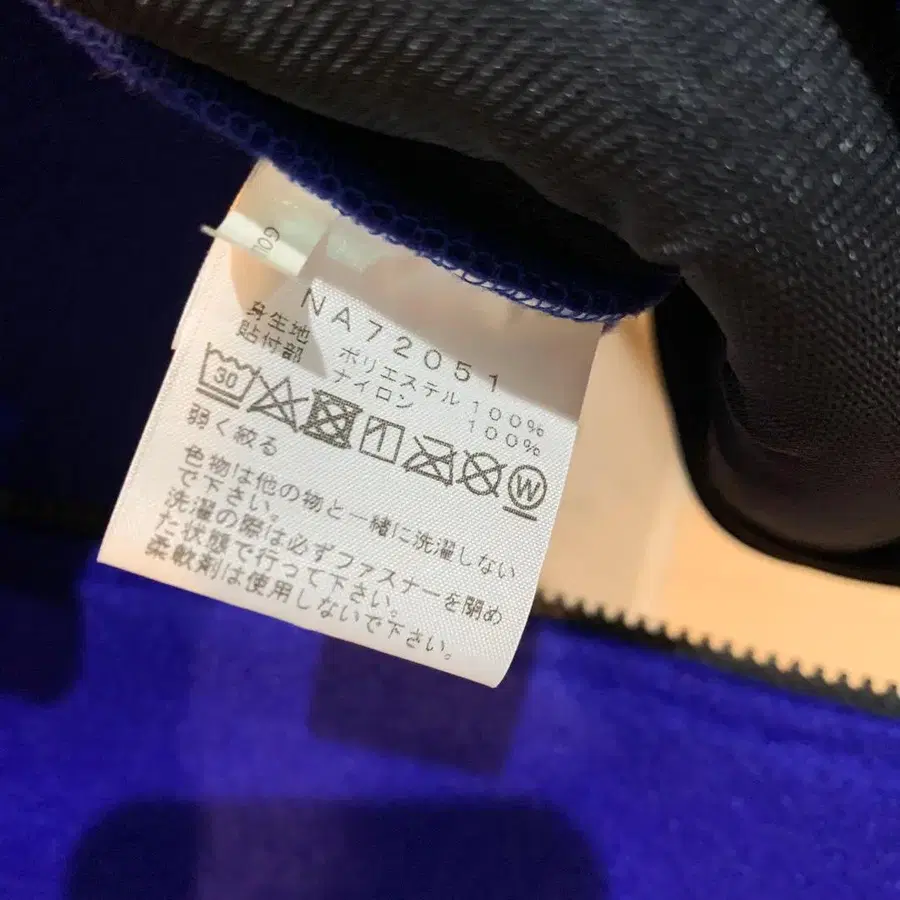 GOL
NA72051
身生地 ポリエステル 100%
貼付部 ナイロン 100%
30
W
弱く絞る
色物は他の物と一緒に洗濯しない
で下さい。
洗濯の際は必ずファスナーを閉め
た状態で行って下さい。
柔軟剤は使用しないで下さい。